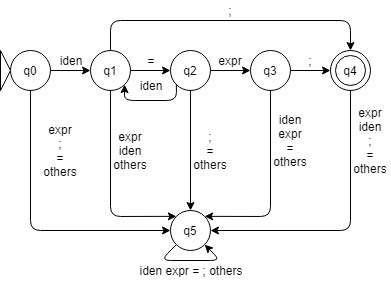 ;
q0
iden
q1
=
q2
expr
q3
;
q4
iden
expr
;
=
others
expr
iden
others
;
=
others
iden
expr
=
others
expr
iden
;
=
others
q5
iden expr = ; others